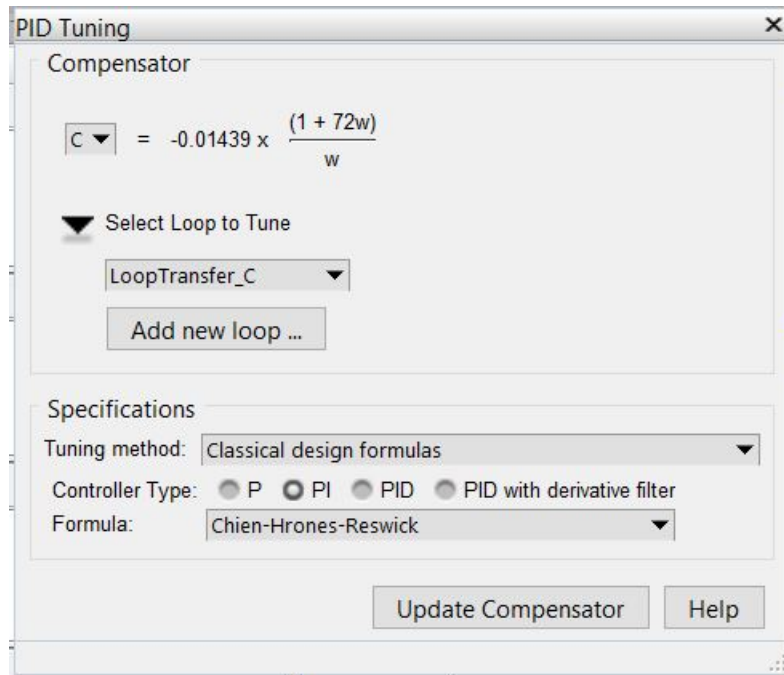 PID Tuning
Compensator
C = -0.01439 x (1 + 72w)
w
Select Loop to Tune
LoopTransfer_C
Add new loop ...
Specifications
Tuning method: Classical design formulas
Controller Type: P PI PID PID with derivative filter
Formula: Chien-Hrones-Reswick
Update Compensator Help